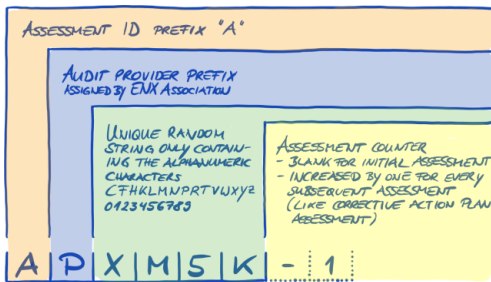 ASSESSMENT ID PREFIX "A"
AUDIT PROVIDER PREFIX
ASSIGNED BY ENX ASSOCIATION
UNIQUE RANDOM
STRING ONLY CONTAIN-
ING THE ALPHANUMERIC
CHARACTERS
CFHKLMNPRTVWXYZ
0123456789
ASSESSMENT COUNTER
- BLANK FOR INITIAL ASSESSMENT
- INCREASED BY ONE FOR EVERY
SUBSEQUENT ASSESSMENT
(LIKE CORRECTIVE ACTION PLAN
ASSESSMENT)
A P X M 5 K - 1